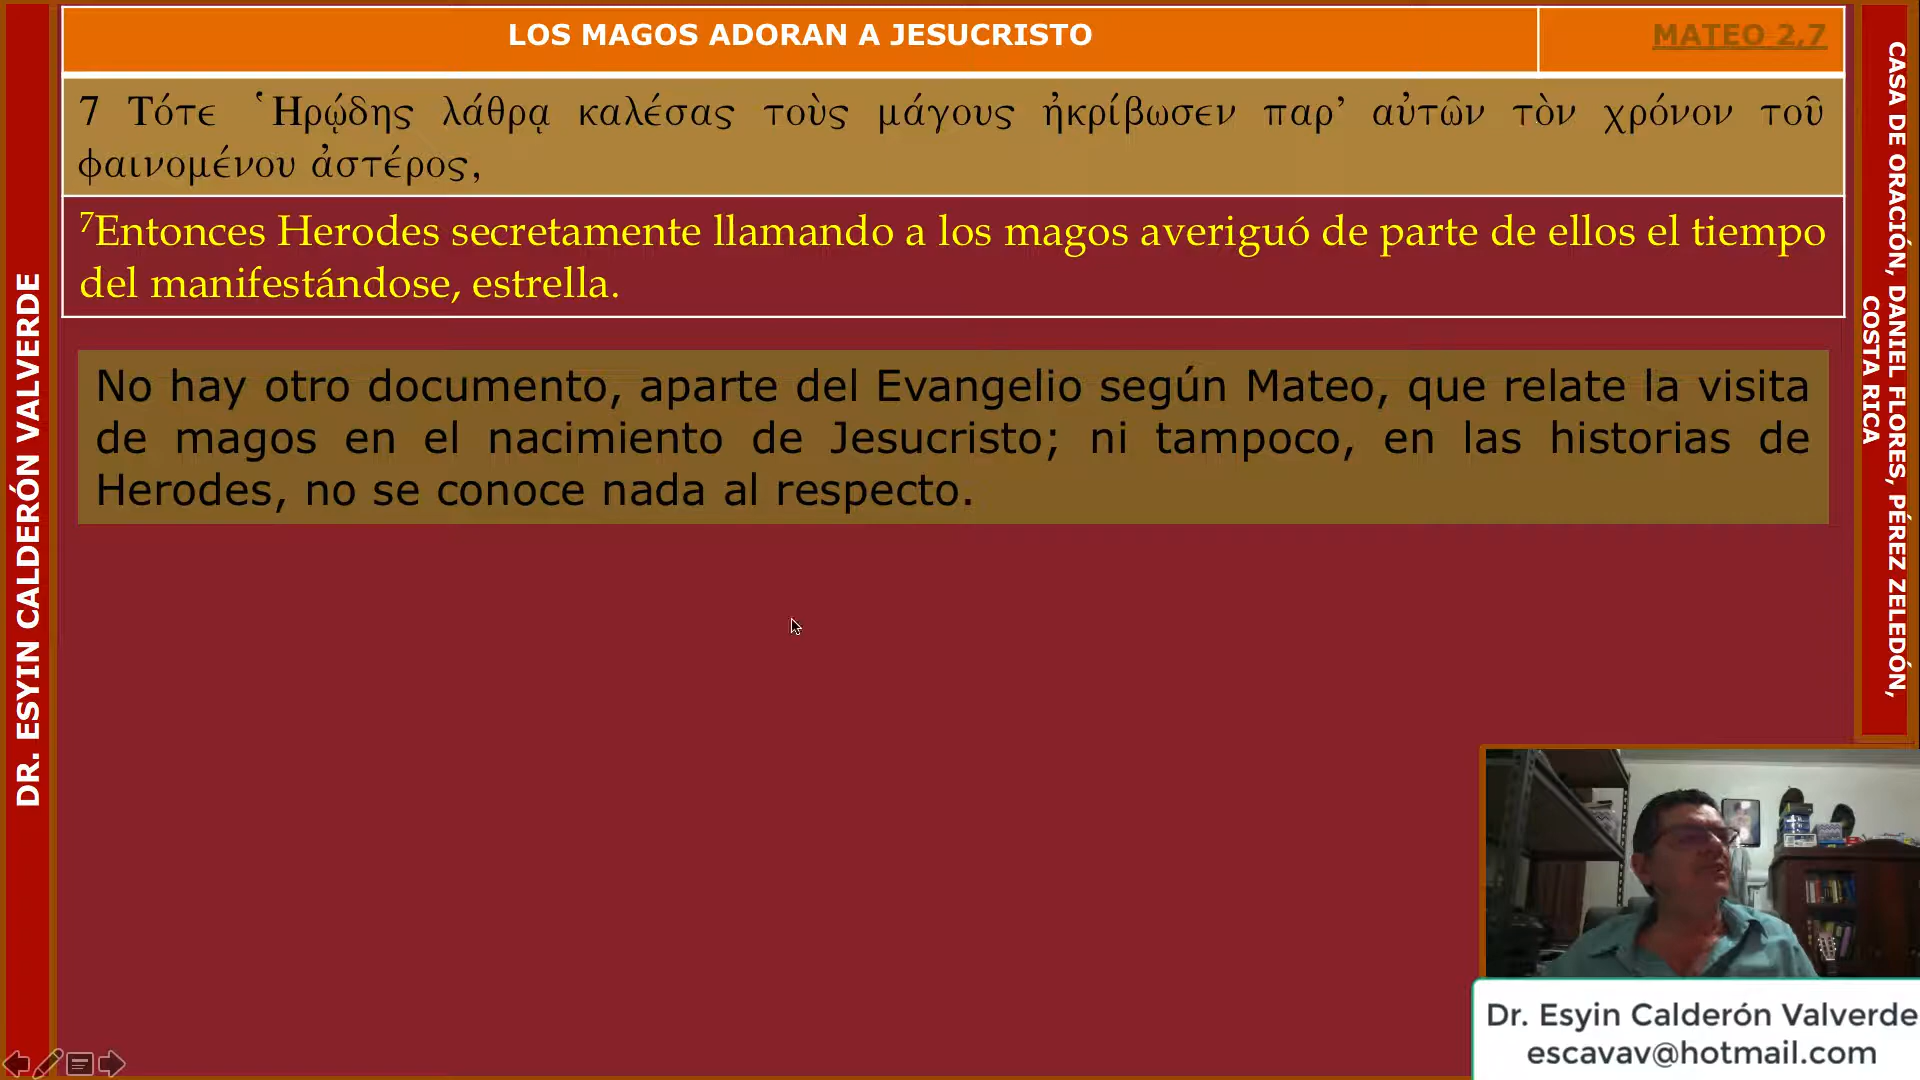 LOS MAGOS ADORAN A JESUCRISTO
MATEO 2,7
7 Τότε Ἡρῴδης λάθρᾳ καλέσας τοὺς μάγους ἠκρίβωσεν παρ’ αὐτῶν τὸν χρόνον τοῦ
φαινομένου ἀστέρος,
⁷Entonces Herodes secretamente llamando a los magos averiguó de parte de ellos el tiempo
del manifestándose, estrella.
No hay otro documento, aparte del Evangelio según Mateo, que relate la visita
de magos en el nacimiento de Jesucristo; ni tampoco, en las historias de
Herodes, no se conoce nada al respecto.
DR. ESYIN CALDERÓN VALVERDE
CASA DE ORACIÓN, DANIEL FLORES, PÉREZ ZELEDÓN,
COSTA RICA
Dr. Esyin Calderón Valverde
escavav@hotmail.com